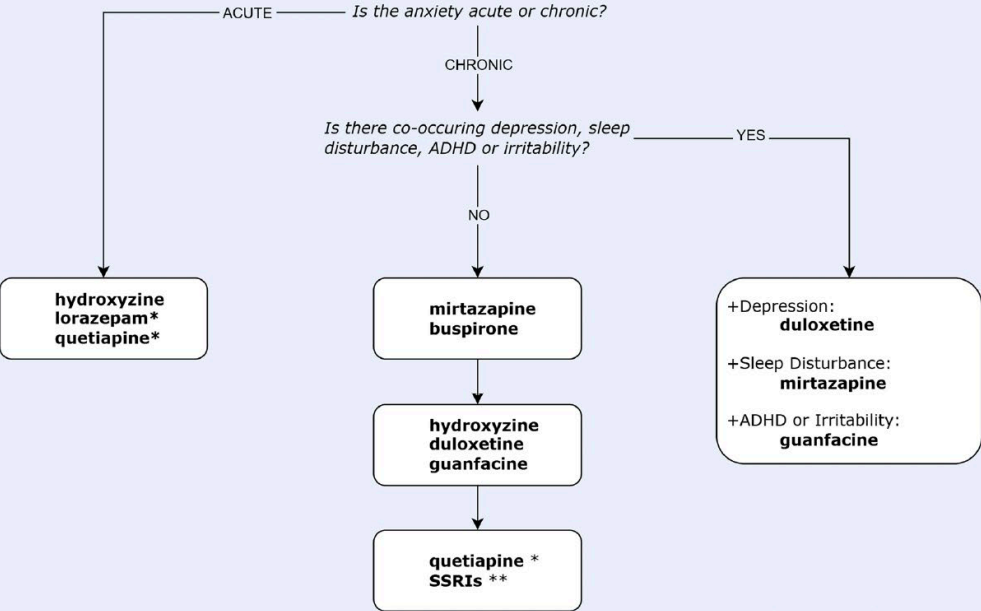 Is the anxiety acute or chronic?
ACUTE
CHRONIC
Is there co-occuring depression, sleep
disturbance, ADHD or irritability?
YES
NO
hydroxyzine
lorazepam*
quetiapine*
mirtazapine
buspirone
hydroxyzine
duloxetine
guanfacine
quetiapine *
SSRIs **
+Depression:
duloxetine
+Sleep Disturbance:
mirtazapine
+ADHD or Irritability:
guanfacine